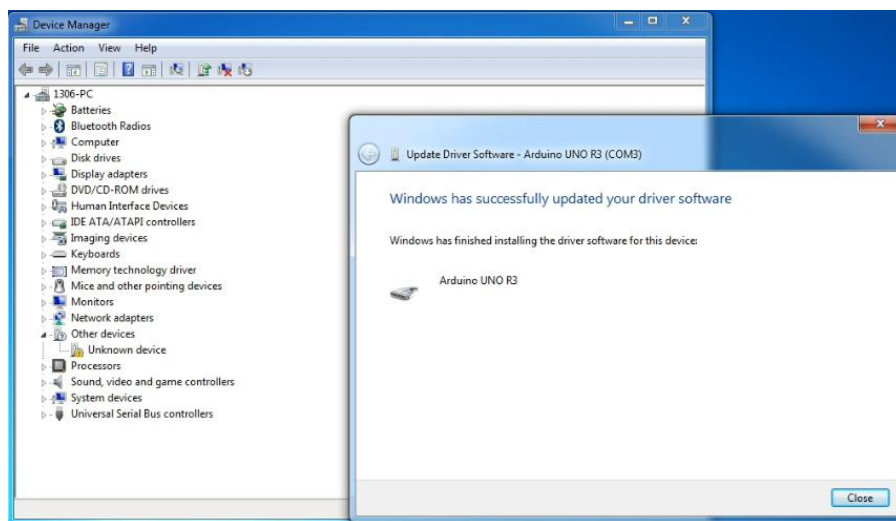 Device Manager
File Action View Help
1306-PC
Batteries
Bluetooth Radios
Computer
Disk drives
Display adapters
DVD/CD-ROM drives
Human Interface Devices
IDE ATA/ATAPI controllers
Imaging devices
Keyboards
Memory technology driver
Mice and other pointing devices
Monitors
Network adapters
Other devices
Unknown device
Processors
Sound, video and game controllers
System devices
Universal Serial Bus controllers
Update Driver Software - Arduino UNO R3 (COM3)
Windows has successfully updated your driver software
Windows has finished installing the driver software for this device:
Arduino UNO R3
Close